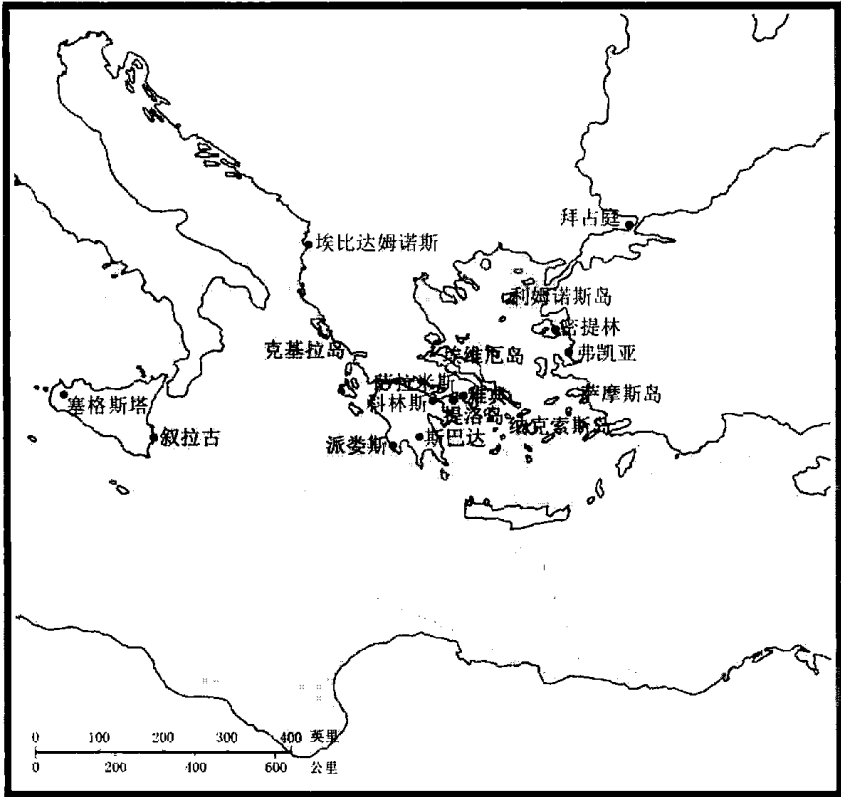 拜占庭
埃比达姆诺斯
利姆诺斯岛
密提林
克基拉岛
埃维厄岛
弗凯亚
萨拉米斯
雅典
萨摩斯岛
塞格斯塔
科林斯
提洛岛
纳克索斯岛
叙拉古
派娄斯
斯巴达
0 100 200 300 400 英里
0 200 400 600 公里